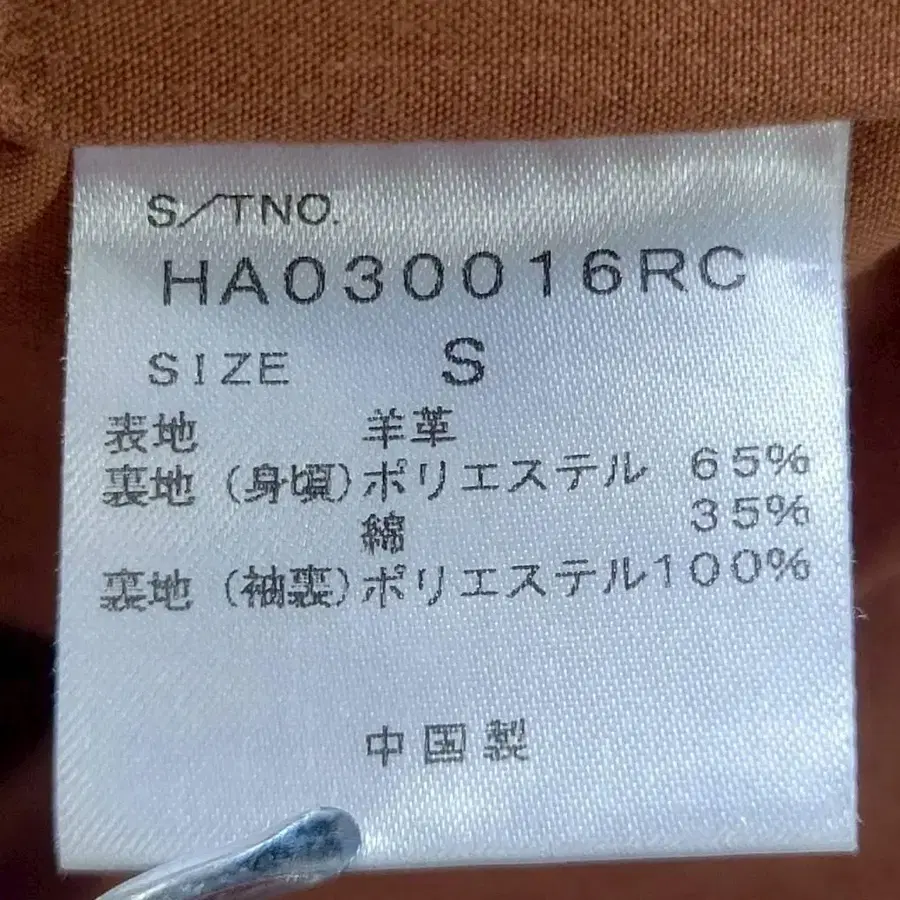 S/TNO.
HA030016RC
SIZE S
表地 羊革
裏地(身頃)ポリエステル 65%
綿 35%
裏地(袖裏)ポリエステル100%
中国製